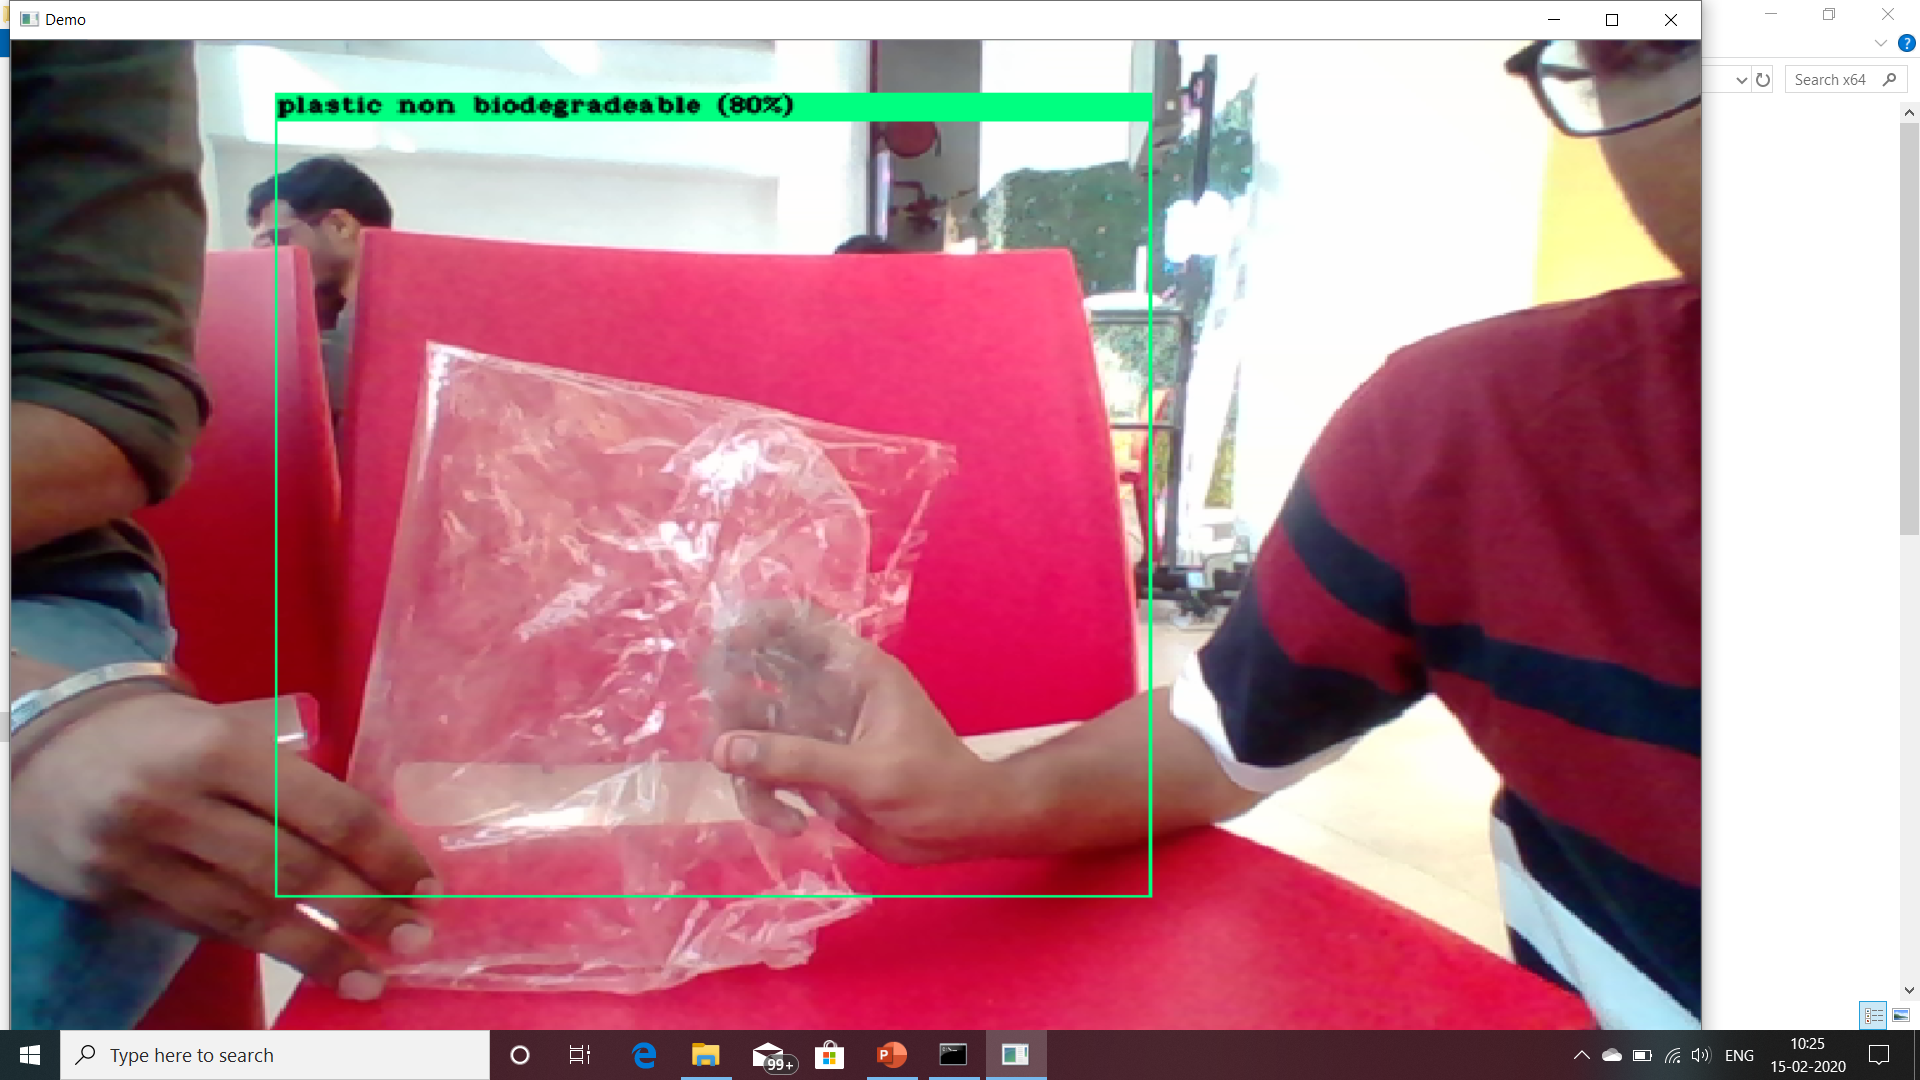 Demo
Search x64
plastic non biodegradeable (80%)
Type here to search
99+
ENG
10:25
15-02-2020